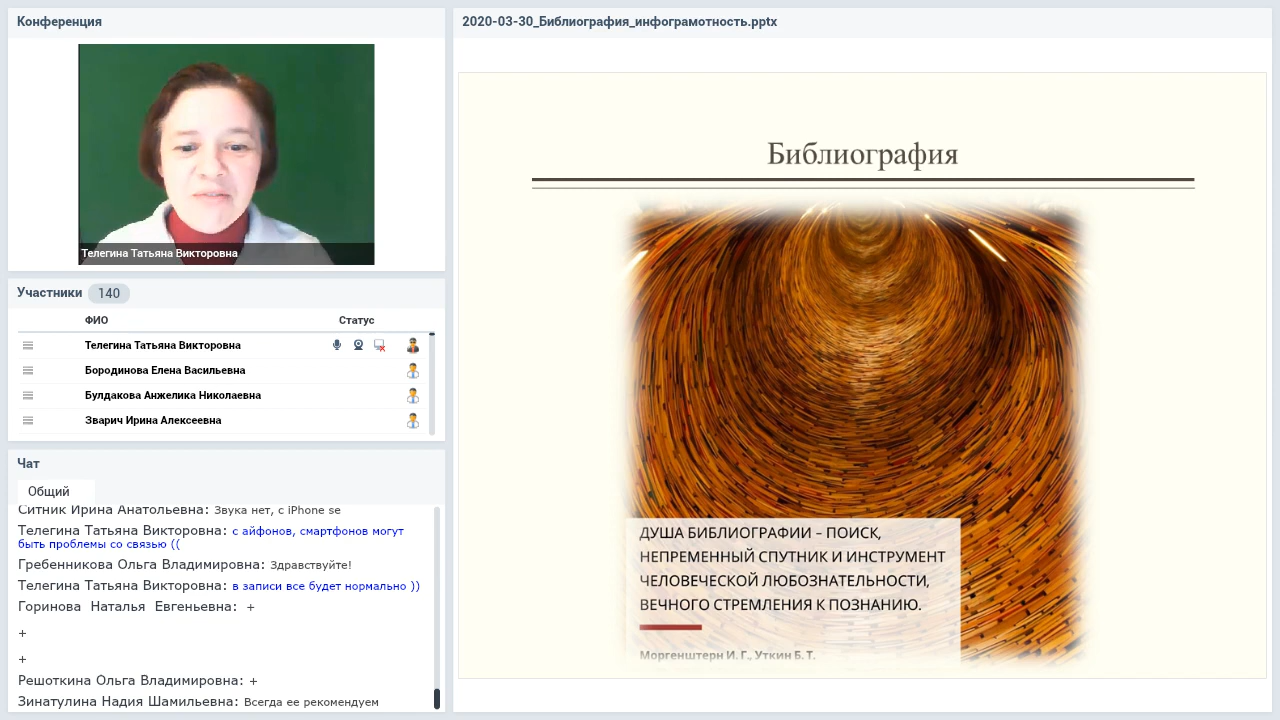 Конференция
Телегина Татьяна Викторовна
Участники 140
ФИО Статус
Телегина Татьяна Викторовна
Бородинова Елена Васильевна
Булдакова Анжелика Николаевна
Зварич Ирина Алексеевна
Чат
Общий
Ситник Ирина Анатольевна: Звука нет, с iPhone se
Телегина Татьяна Викторовна: с айфонов, смартфонов могут
быть проблемы со связью ((
Гребенникова Ольга Владимировна: Здравствуйте!
Телегина Татьяна Викторовна: в записи все будет нормально ))
Горинова Наталья Евгеньевна: +
+
+
Решоткина Ольга Владимировна: +
Зинатулина Надия Шамильевна: Всегда ее рекомендуем
2020-03-30_Библиография_инфограмотность.pptx
Библиография
ДУША БИБЛИОГРАФИИ – ПОИСК,
НЕПРЕМЕННЫЙ СПУТНИК И ИНСТРУМЕНТ
ЧЕЛОВЕЧЕСКОЙ ЛЮБОЗНАТЕЛЬНОСТИ,
ВЕЧНОГО СТРЕМЛЕНИЯ К ПОЗНАНИЮ.
Моргенштерн И. Г., Уткин Б. Т.